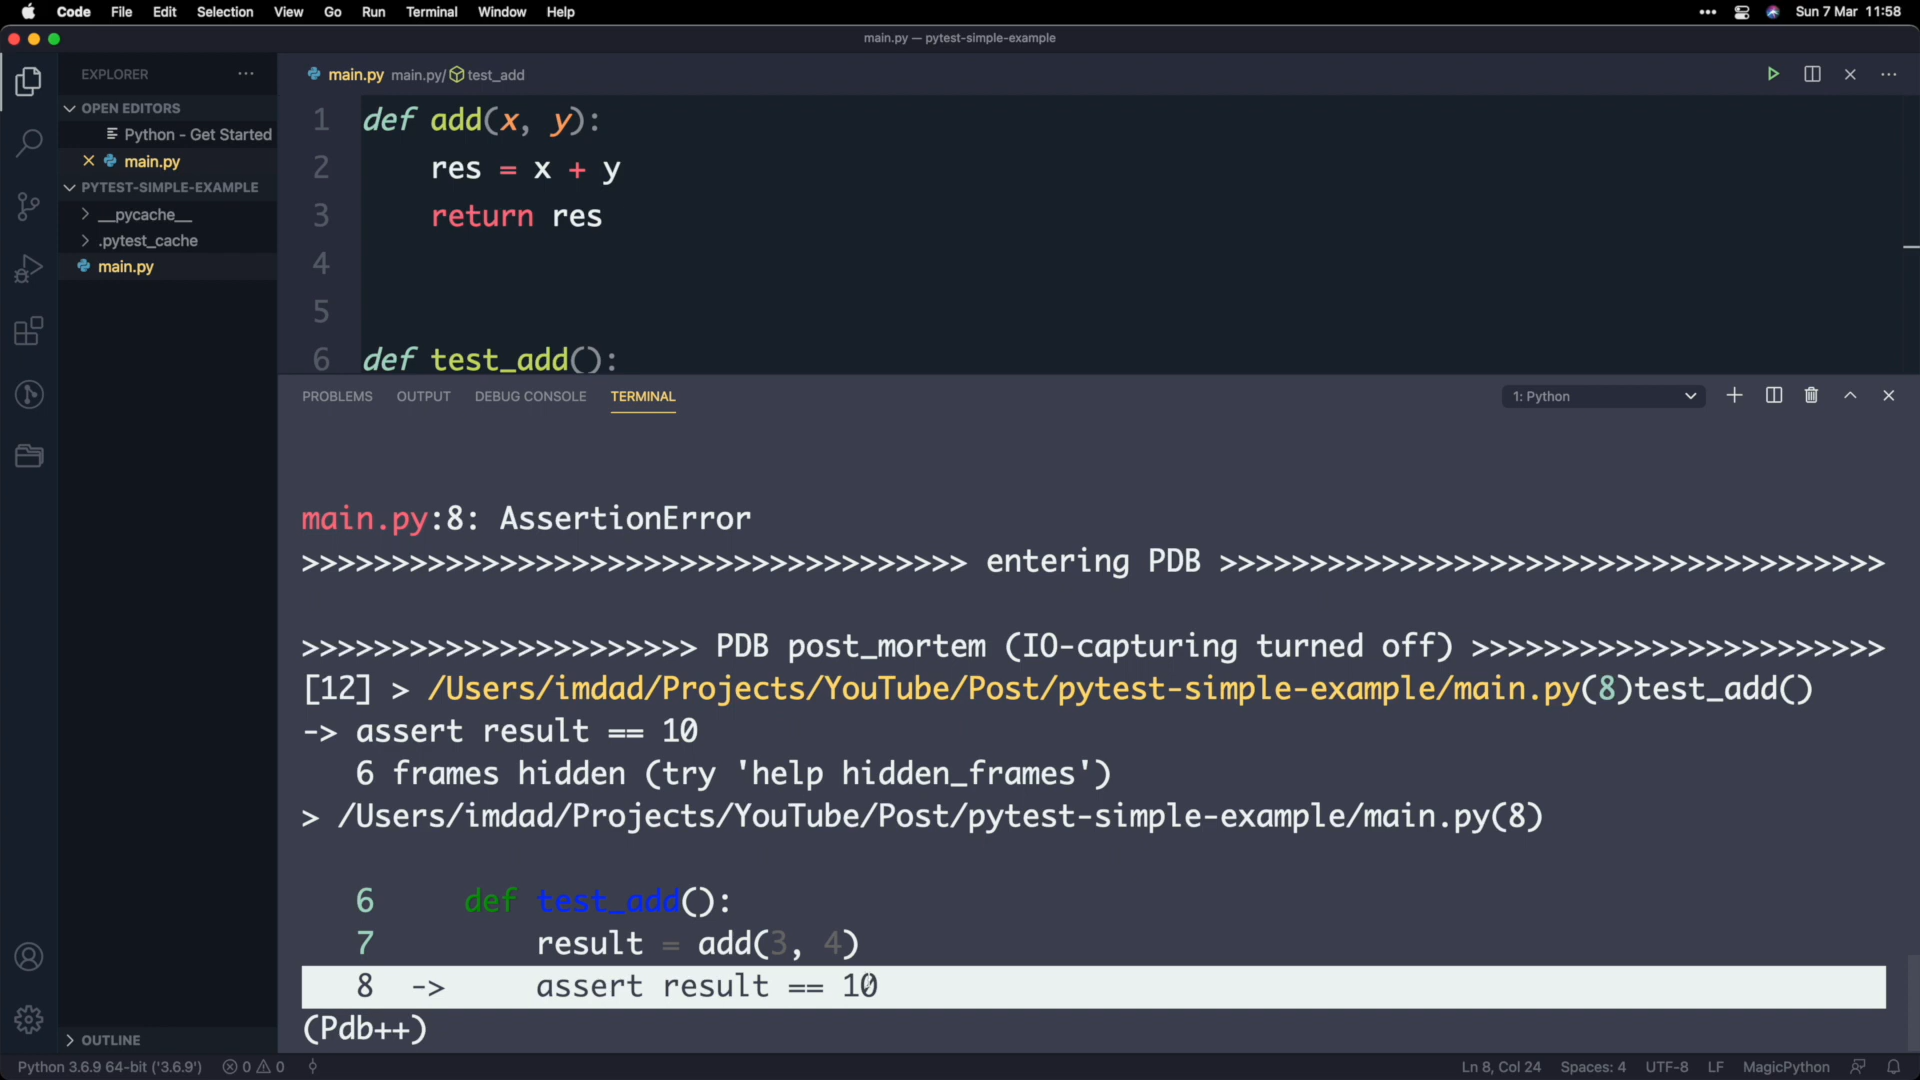 Code File Edit Selection View Go Run Terminal Window Help
••• Sun 7 Mar 11:58
main.py — pytest-simple-example
EXPLORER ···
OPEN EDITORS
Python - Get Started
main.py
PYTEST-SIMPLE-EXAMPLE
__pycache__
.pytest_cache
main.py
OUTLINE
main.py main.py/ test_add
1 def add(x, y):
2 res = x + y
3 return res
4
5
6 def test_add():
PROBLEMS OUTPUT DEBUG CONSOLE TERMINAL
1: Python
main.py:8: AssertionError
>>>>>>>>>>>>>>>>>>>>>>>>>>>>>>>>>>>>> entering PDB >>>>>>>>>>>>>>>>>>>>>>>>>>>>>>>>>>>>>
>>>>>>>>>>>>>>>>>>>>>> PDB post_mortem (IO-capturing turned off) >>>>>>>>>>>>>>>>>>>>>>>
[12] > /Users/imdad/Projects/YouTube/Post/pytest-simple-example/main.py(8)test_add()
-> assert result == 10
6 frames hidden (try 'help hidden_frames')
> /Users/imdad/Projects/YouTube/Post/pytest-simple-example/main.py(8)
6 def test_add():
7 result = add(3, 4)
8 -> assert result == 10
(Pdb++)
Python 3.6.9 64-bit ('3.6.9') 0 0
Ln 8, Col 24 Spaces: 4 UTF-8 LF MagicPython